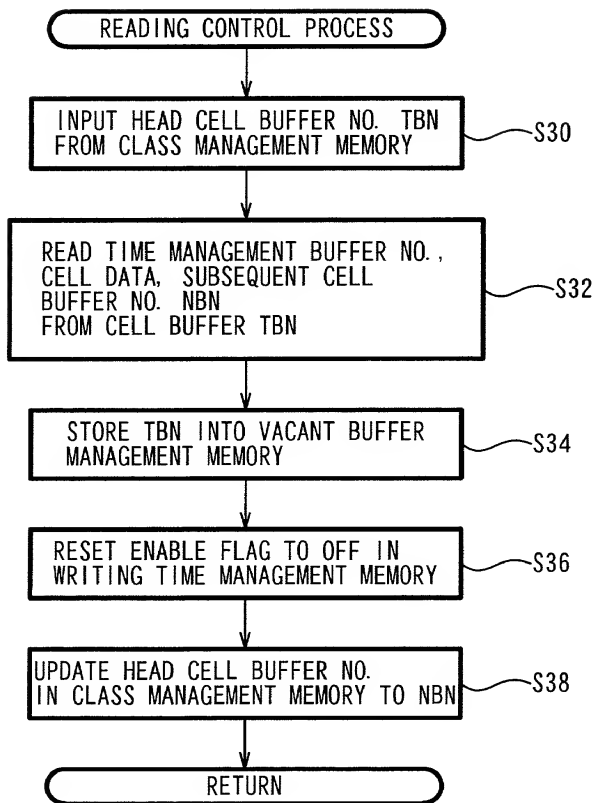 READING CONTROL PROCESS
INPUT HEAD CELL BUFFER NO. TBN
FROM CLASS MANAGEMENT MEMORY
S30
READ TIME MANAGEMENT BUFFER NO.,
CELL DATA, SUBSEQUENT CELL
BUFFER NO. NBN
FROM CELL BUFFER TBN
S32
STORE TBN INTO VACANT BUFFER
MANAGEMENT MEMORY
S34
RESET ENABLE FLAG TO OFF IN
WRITING TIME MANAGEMENT MEMORY
S36
UPDATE HEAD CELL BUFFER NO.
IN CLASS MANAGEMENT MEMORY TO NBN
S38
RETURN